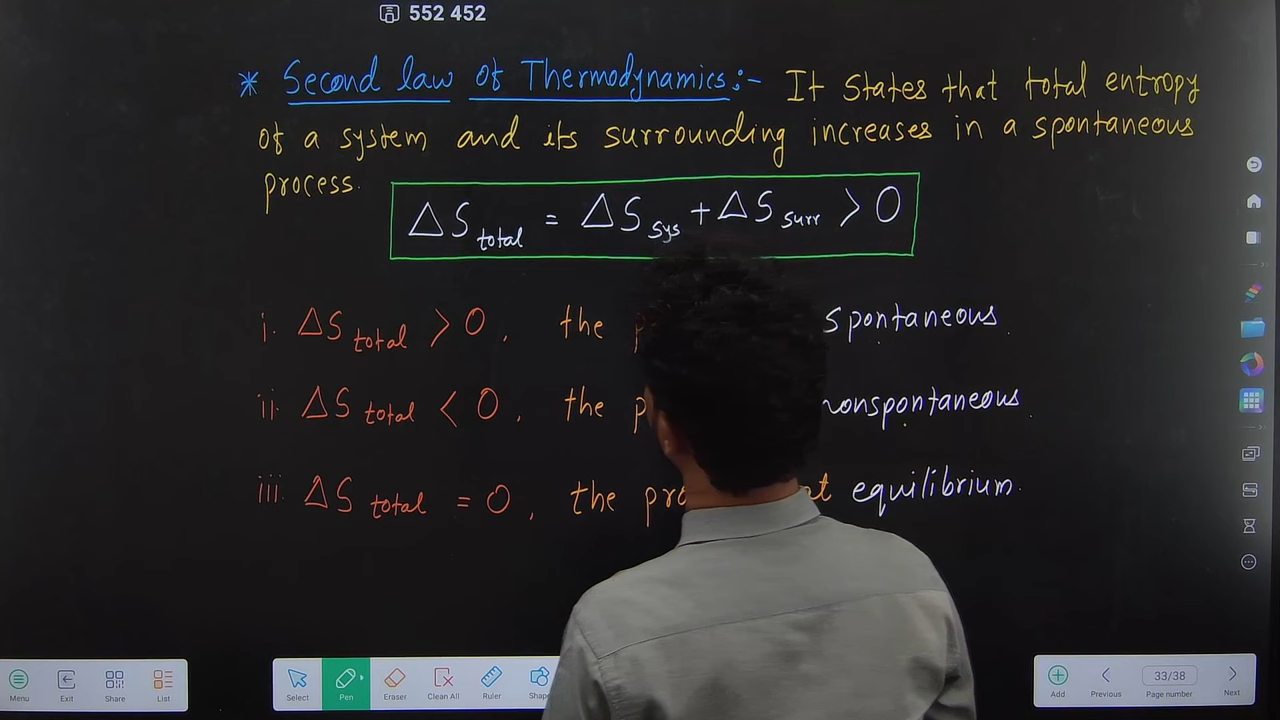 552 452
* Second law of Thermodynamics:- It states that total entropy
of a system and its surrounding increases in a spontaneous
process.
ΔS total = ΔS sys + ΔS surr > 0
i. ΔS total > 0, the spontaneous.
ii. ΔS total < 0, the nonspontaneous.
iii. ΔS total = 0, the equilibrium.
Menu Exit Share List Select Pen Eraser Clean All Ruler Add Previous 33/38 Page number Next